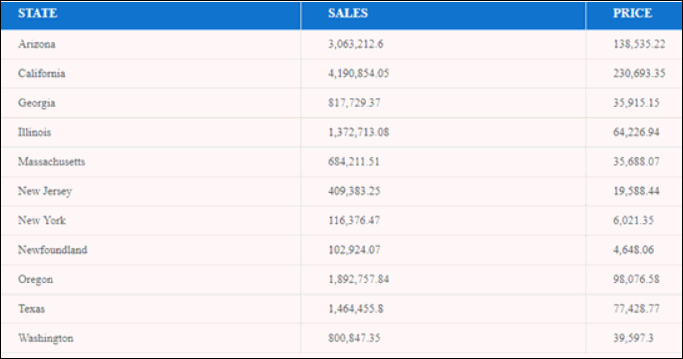 STATE SALES PRICE
Arizona 3,063,212.6 138,535.22
California 4,190,854.05 230,693.35
Georgia 817,729.37 35,915.15
Illinois 1,372,713.08 64,226.94
Massachusetts 684,211.51 35,688.07
New Jersey 409,383.25 19,588.44
New York 116,376.47 6,021.35
Newfoundland 102,924.07 4,648.06
Oregon 1,892,757.84 98,076.58
Texas 1,464,455.8 77,428.77
Washington 800,847.35 39,597.3